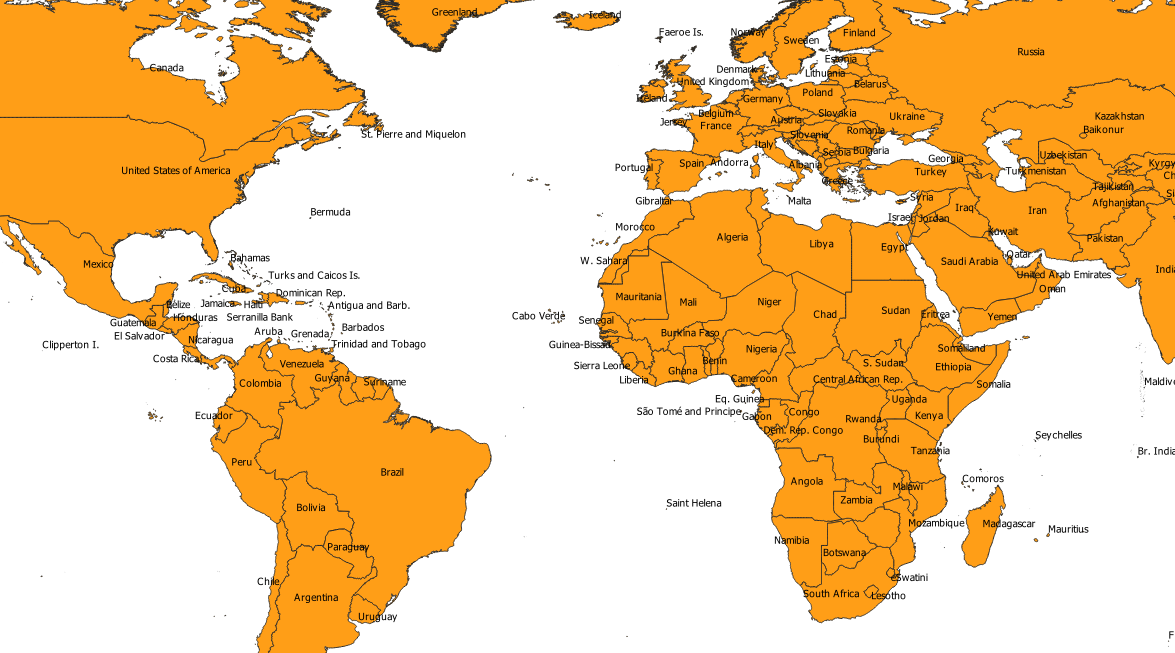 Greenland
Iceland
Faeroe Is.
Norway
Sweden
Finland
Russia
Canada
Denmark
Estonia
Lithuania
United Kingdom
Belarus
Ireland
Germany
Poland
Jersey
Belgium
France
Austria
Slovakia
Ukraine
Kazakhstan
Baikonur
St. Pierre and Miquelon
Slovenia
Romania
Italy
Serbia
Bulgaria
Georgia
Uzbekistan
Kyrgy
United States of America
Portugal
Spain
Andorra
Albania
Turkey
Turkmenistan
Ch
Greece
Tajikistan
Si
Gibraltar
Malta
Syria
Afghanistan
Bermuda
Israel
Jordan
Iraq
Iran
Morocco
Algeria
Libya
Egypt
Kuwait
Pakistan
Mexico
Bahamas
W. Sahara
Saudi Arabia
Qatar
United Arab Emirates
India
Turks and Caicos Is.
Cuba
Dominican Rep.
Oman
Belize
Jamaica
Haiti
Antigua and Barb.
Mauritania
Mali
Niger
Chad
Sudan
Eritrea
Yemen
Honduras
Serranilla Bank
Cabo Verde
Senegal
Guatemala
El Salvador
Aruba
Grenada
Barbados
Burkina Faso
Clipperton I.
Nicaragua
Trinidad and Tobago
Guinea-Bissau
Nigeria
Somaliland
Costa Rica
Venezuela
Sierra Leone
Ghana
Benin
S. Sudan
Ethiopia
Colombia
Guyana
Suriname
Liberia
Cameroon
Central African Rep.
Somalia
Maldiv
Ecuador
Eq. Guinea
Uganda
São Tomé and Principe
Gabon
Congo
Rwanda
Kenya
Dem. Rep. Congo
Burundi
Seychelles
Tanzania
Br. India
Peru
Brazil
Angola
Malawi
Comoros
Bolivia
Saint Helena
Zambia
Mozambique
Madagascar
Mauritius
Paraguay
Namibia
Botswana
Chile
eSwatini
Argentina
South Africa
Lesotho
Uruguay
F